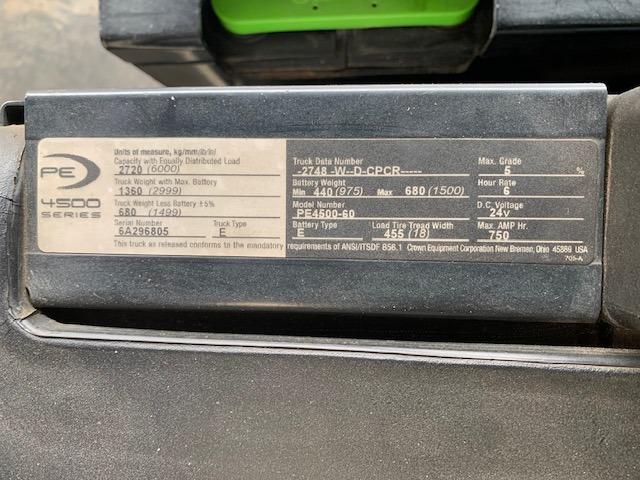 PE
4500
SERIES
Units of measure, kg/mm(lb/in)
Capacity with Equally Distributed Load
2720 (6000)
Truck Weight with Max. Battery
1360 (2999)
Truck Weight Less Battery ±5%
680 (1499)
Serial Number Truck Type
6A296805 E
Truck Data Number
-2748 -W--D-CPCR-----
Battery Weight
Min 440 (975) Max 680 (1500)
Model Number
PE4500-60
Battery Type Load Tire Tread Width
E 455 (18)
Max. Grade
5 %
Hour Rate
6
D.C. Voltage
24v
Max. AMP Hr.
750
This truck as released conforms to the mandatory requirements of ANSI/ITSDF B56.1 Crown Equipment Corporation New Bremen, Ohio 45869 USA
705-A